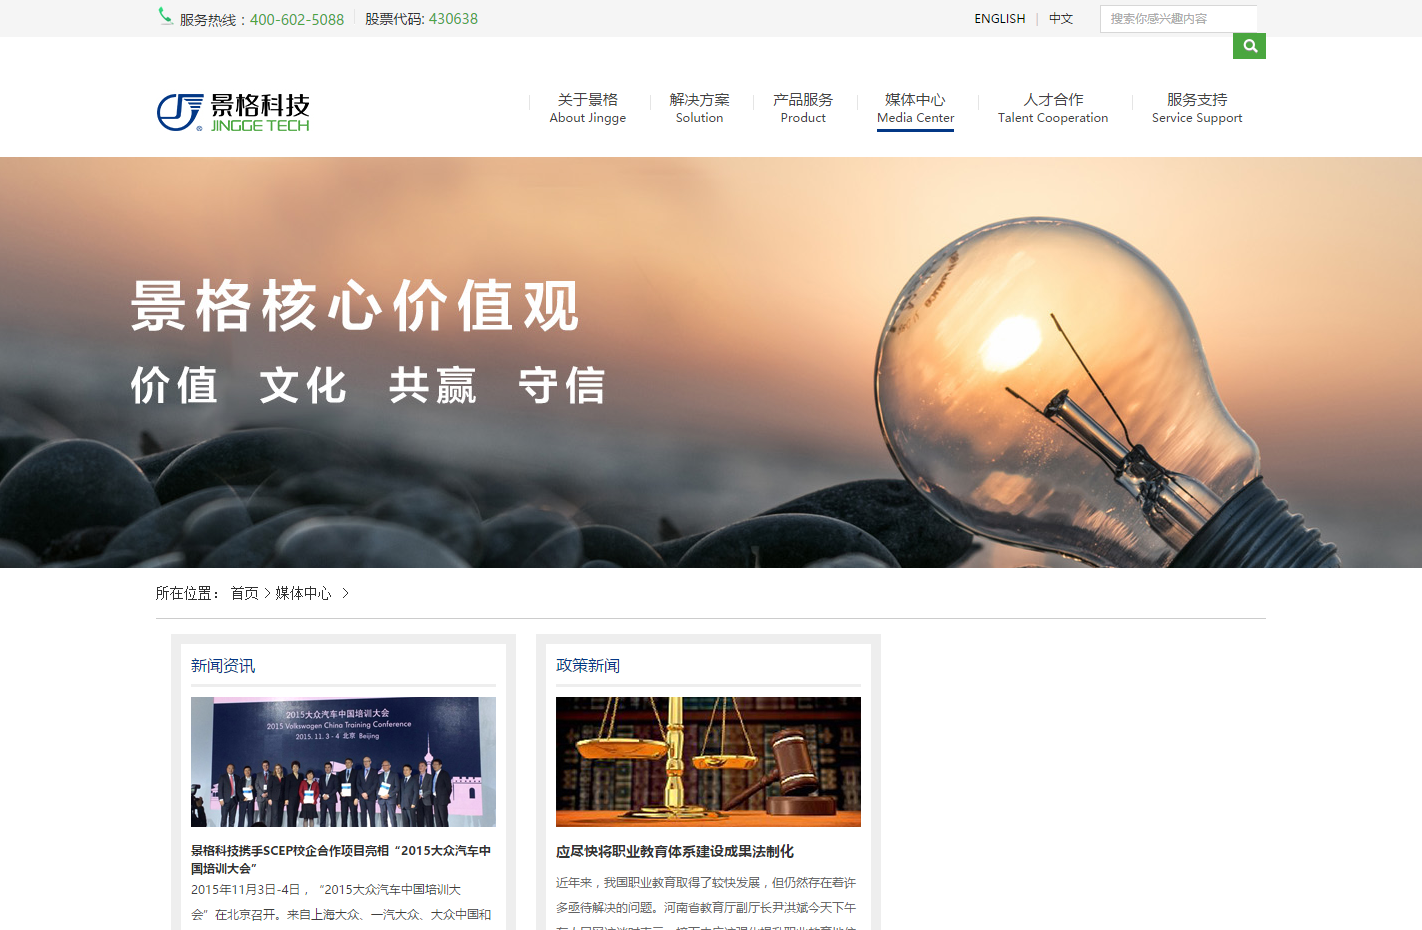 服务热线：400-602-5088
股票代码: 430638
ENGLISH | 中文
搜索你感兴趣内容
景格科技
JINGGE TECH
关于景格
About Jingge
解决方案
Solution
产品服务
Product
媒体中心
Media Center
人才合作
Talent Cooperation
服务支持
Service Support
景格核心价值观
价值 文化 共赢 守信
所在位置： 首页 > 媒体中心 >
新闻资讯
2015大众汽车中国培训大会
2015 Volkswagen China Training Conference
2015. 11. 3 - 4 北京 Beijing
景格科技携手SCEP校企合作项目亮相“2015大众汽车中
国培训大会”
2015年11月3日-4日，“2015大众汽车中国培训大
会”在北京召开。来自上海大众、一汽大众、大众中国和
政策新闻
应尽快将职业教育体系建设成果法制化
近年来，我国职业教育取得了较快发展，但仍然存在着许
多亟待解决的问题。河南省教育厅副厅长尹洪斌今天下午